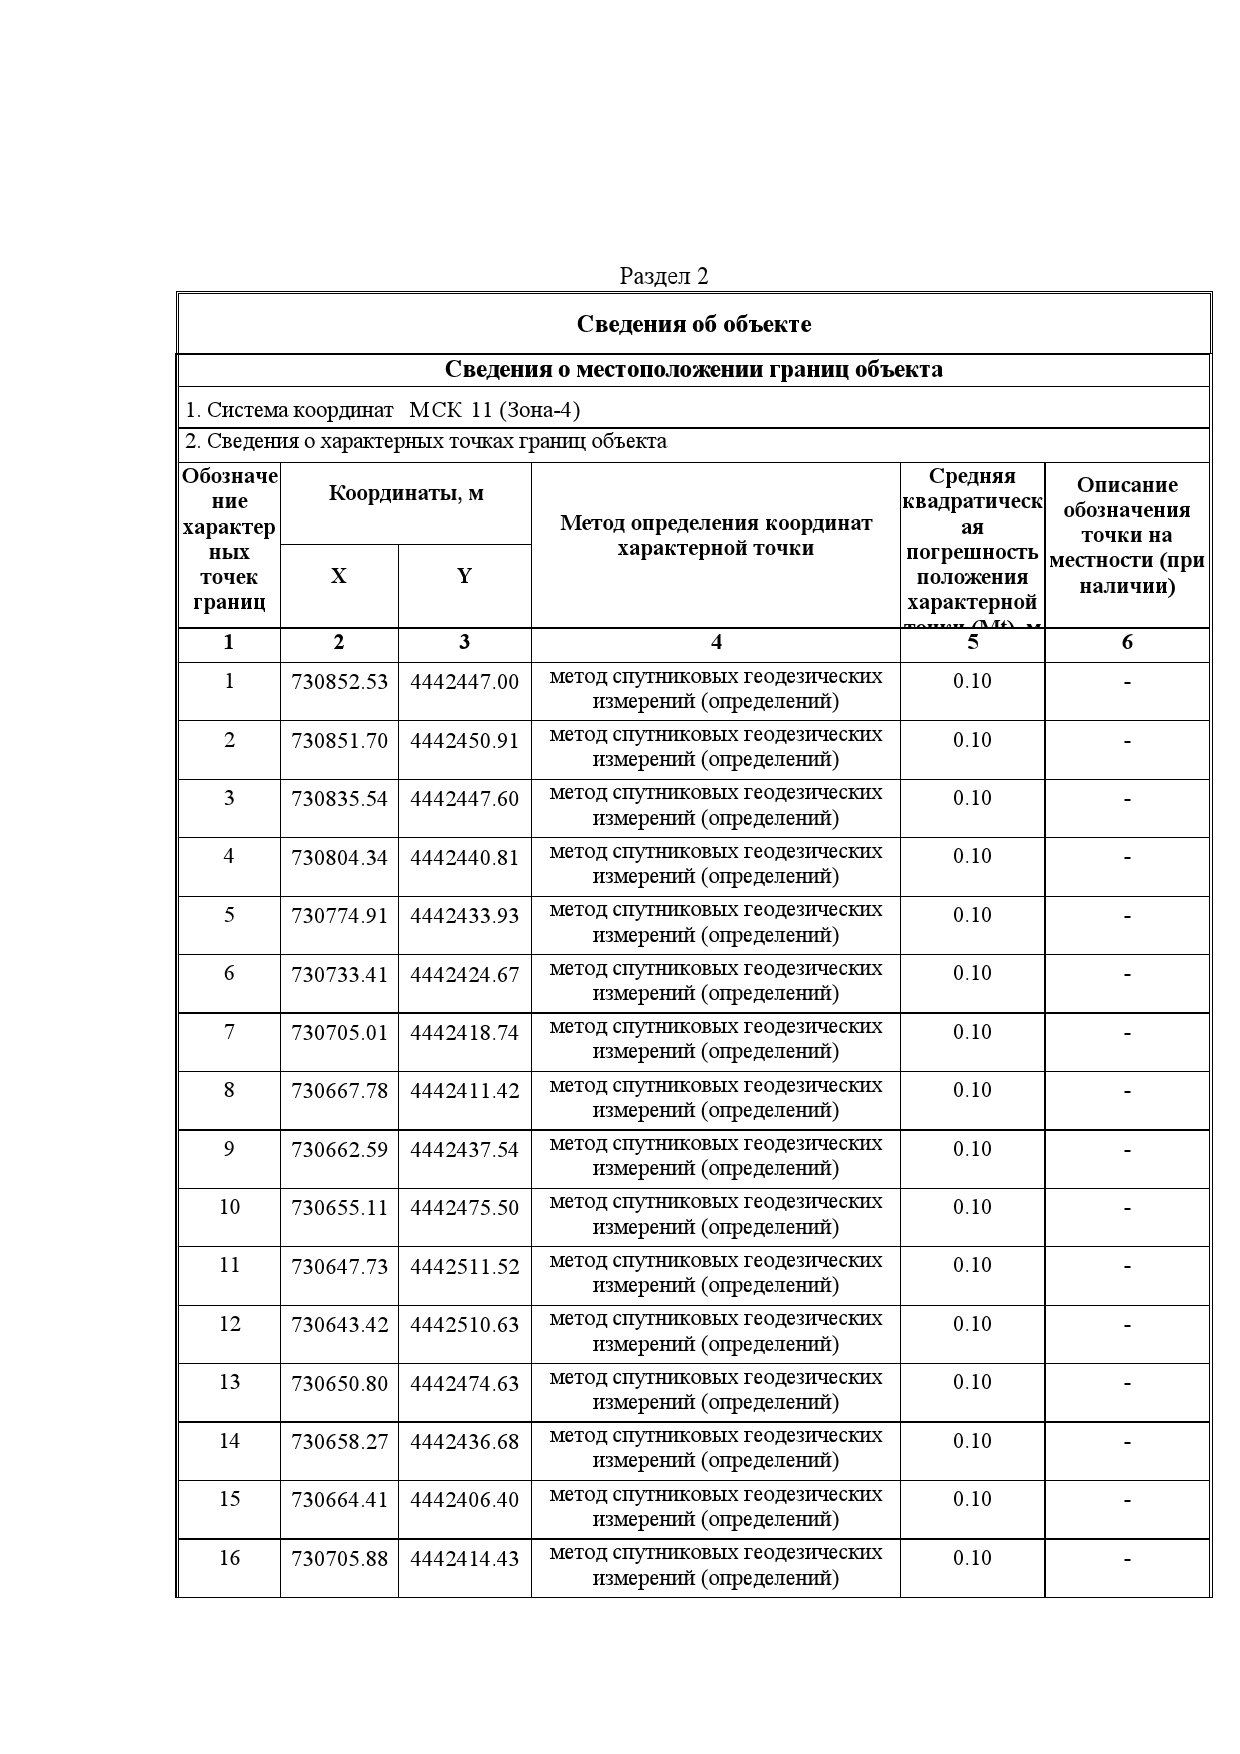 Раздел 2
Сведения об объекте
Сведения о местоположении границ объекта
1. Система координат МСК 11 (Зона-4)
2. Сведения о характерных точках границ объекта
Обозначе
ние
характер
ных
точек
границ
Координаты, м
X
Y
Метод определения координат
характерной точки
Средняя
квадратическ
ая
погрешность
положения
характерной
точки (Mt), м
Описание
обозначения
точки на
местности (при
наличии)
1 2 3 4 5 6
1 730852.53 4442447.00 метод спутниковых геодезических 0.10 -
измерений (определений)
2 730851.70 4442450.91 метод спутниковых геодезических 0.10 -
измерений (определений)
3 730835.54 4442447.60 метод спутниковых геодезических 0.10 -
измерений (определений)
4 730804.34 4442440.81 метод спутниковых геодезических 0.10 -
измерений (определений)
5 730774.91 4442433.93 метод спутниковых геодезических 0.10 -
измерений (определений)
6 730733.41 4442424.67 метод спутниковых геодезических 0.10 -
измерений (определений)
7 730705.01 4442418.74 метод спутниковых геодезических 0.10 -
измерений (определений)
8 730667.78 4442411.42 метод спутниковых геодезических 0.10 -
измерений (определений)
9 730662.59 4442437.54 метод спутниковых геодезических 0.10 -
измерений (определений)
10 730655.11 4442475.50 метод спутниковых геодезических 0.10 -
измерений (определений)
11 730647.73 4442511.52 метод спутниковых геодезических 0.10 -
измерений (определений)
12 730643.42 4442510.63 метод спутниковых геодезических 0.10 -
измерений (определений)
13 730650.80 4442474.63 метод спутниковых геодезических 0.10 -
измерений (определений)
14 730658.27 4442436.68 метод спутниковых геодезических 0.10 -
измерений (определений)
15 730664.41 4442406.40 метод спутниковых геодезических 0.10 -
измерений (определений)
16 730705.88 4442414.43 метод спутниковых геодезических 0.10 -
измерений (определений)